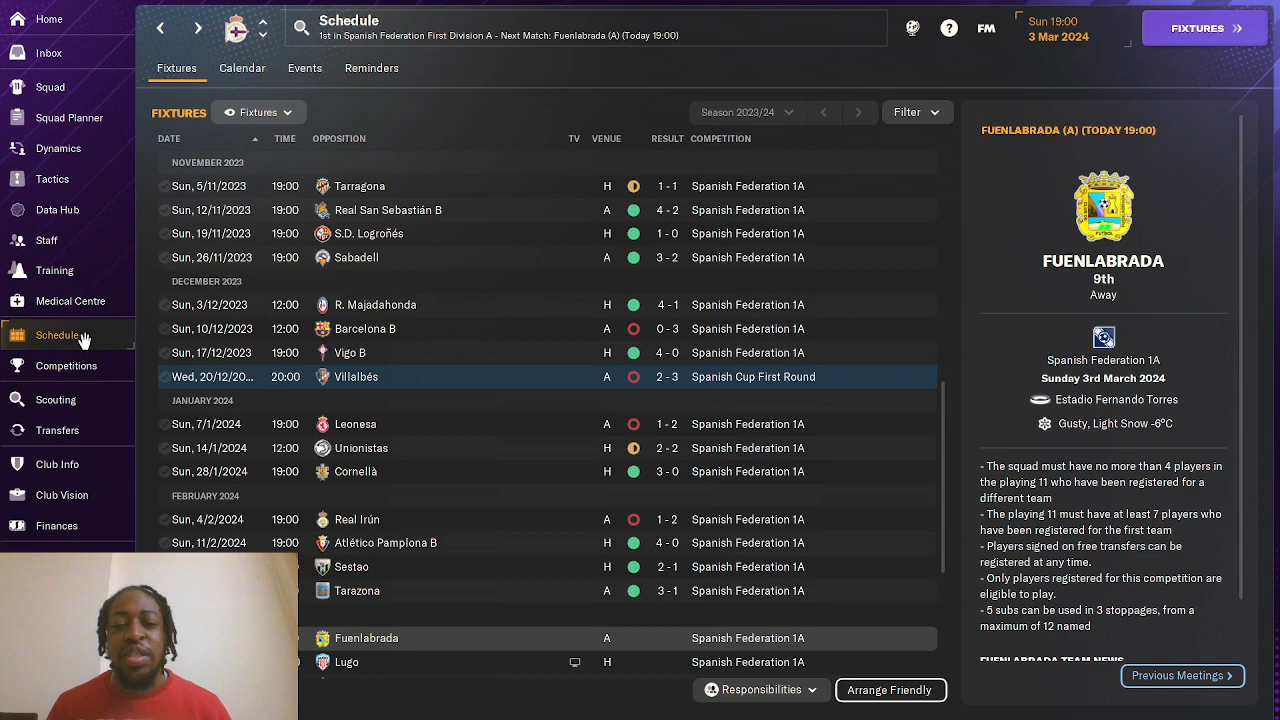 Home
Inbox
Squad
Squad Planner
Dynamics
Tactics
Data Hub
Staff
Training
Medical Centre
Schedule
Competitions
Scouting
Transfers
Club Info
Club Vision
Finances
Schedule
1st in Spanish Federation First Division A - Next Match: Fuenlabrada (A) (Today 19:00)
? FM
Sun 19:00
3 Mar 2024
FIXTURES
Fixtures Calendar Events Reminders
FIXTURES Fixtures Season 2023/24 Filter
DATE TIME OPPOSITION TV VENUE RESULT COMPETITION
NOVEMBER 2023
Sun, 5/11/2023 19:00 Tarragona H 1 - 1 Spanish Federation 1A
Sun, 12/11/2023 19:00 Real San Sebastián B A 4 - 2 Spanish Federation 1A
Sun, 19/11/2023 19:00 S.D. Logroñés H 1 - 0 Spanish Federation 1A
Sun, 26/11/2023 19:00 Sabadell A 3 - 2 Spanish Federation 1A
DECEMBER 2023
Sun, 3/12/2023 12:00 R. Majadahonda H 4 - 1 Spanish Federation 1A
Sun, 10/12/2023 12:00 Barcelona B A 0 - 3 Spanish Federation 1A
Sun, 17/12/2023 19:00 Vigo B H 4 - 0 Spanish Federation 1A
Wed, 20/12/20... 20:00 Villalbés A 2 - 3 Spanish Cup First Round
JANUARY 2024
Sun, 7/1/2024 19:00 Leonesa A 1 - 2 Spanish Federation 1A
Sun, 14/1/2024 12:00 Unionistas H 2 - 2 Spanish Federation 1A
Sun, 28/1/2024 19:00 Cornellà H 3 - 0 Spanish Federation 1A
FEBRUARY 2024
Sun, 4/2/2024 19:00 Real Irún A 1 - 2 Spanish Federation 1A
Sun, 11/2/2024 19:00 Atlético Pamplona B H 4 - 0 Spanish Federation 1A
Sestao H 2 - 1 Spanish Federation 1A
Tarazona A 3 - 1 Spanish Federation 1A
Fuenlabrada A Spanish Federation 1A
Lugo H Spanish Federation 1A
Responsibilities Arrange Friendly
FUENLABRADA (A) (TODAY 19:00)
FUENLABRADA
9th
Away
Spanish Federation 1A
Sunday 3rd March 2024
Estadio Fernando Torres
Gusty, Light Snow -6°C
- The squad must have no more than 4 players in
the playing 11 who have been registered for a
different team
- The playing 11 must have at least 7 players who
have been registered for the first team
- Players signed on free transfers can be
registered at any time.
- Only players registered for this competition are
eligible to play.
- 5 subs can be used in 3 stoppages, from a
maximum of 12 named
FUENLABRADA TEAM NEWS
Previous Meetings